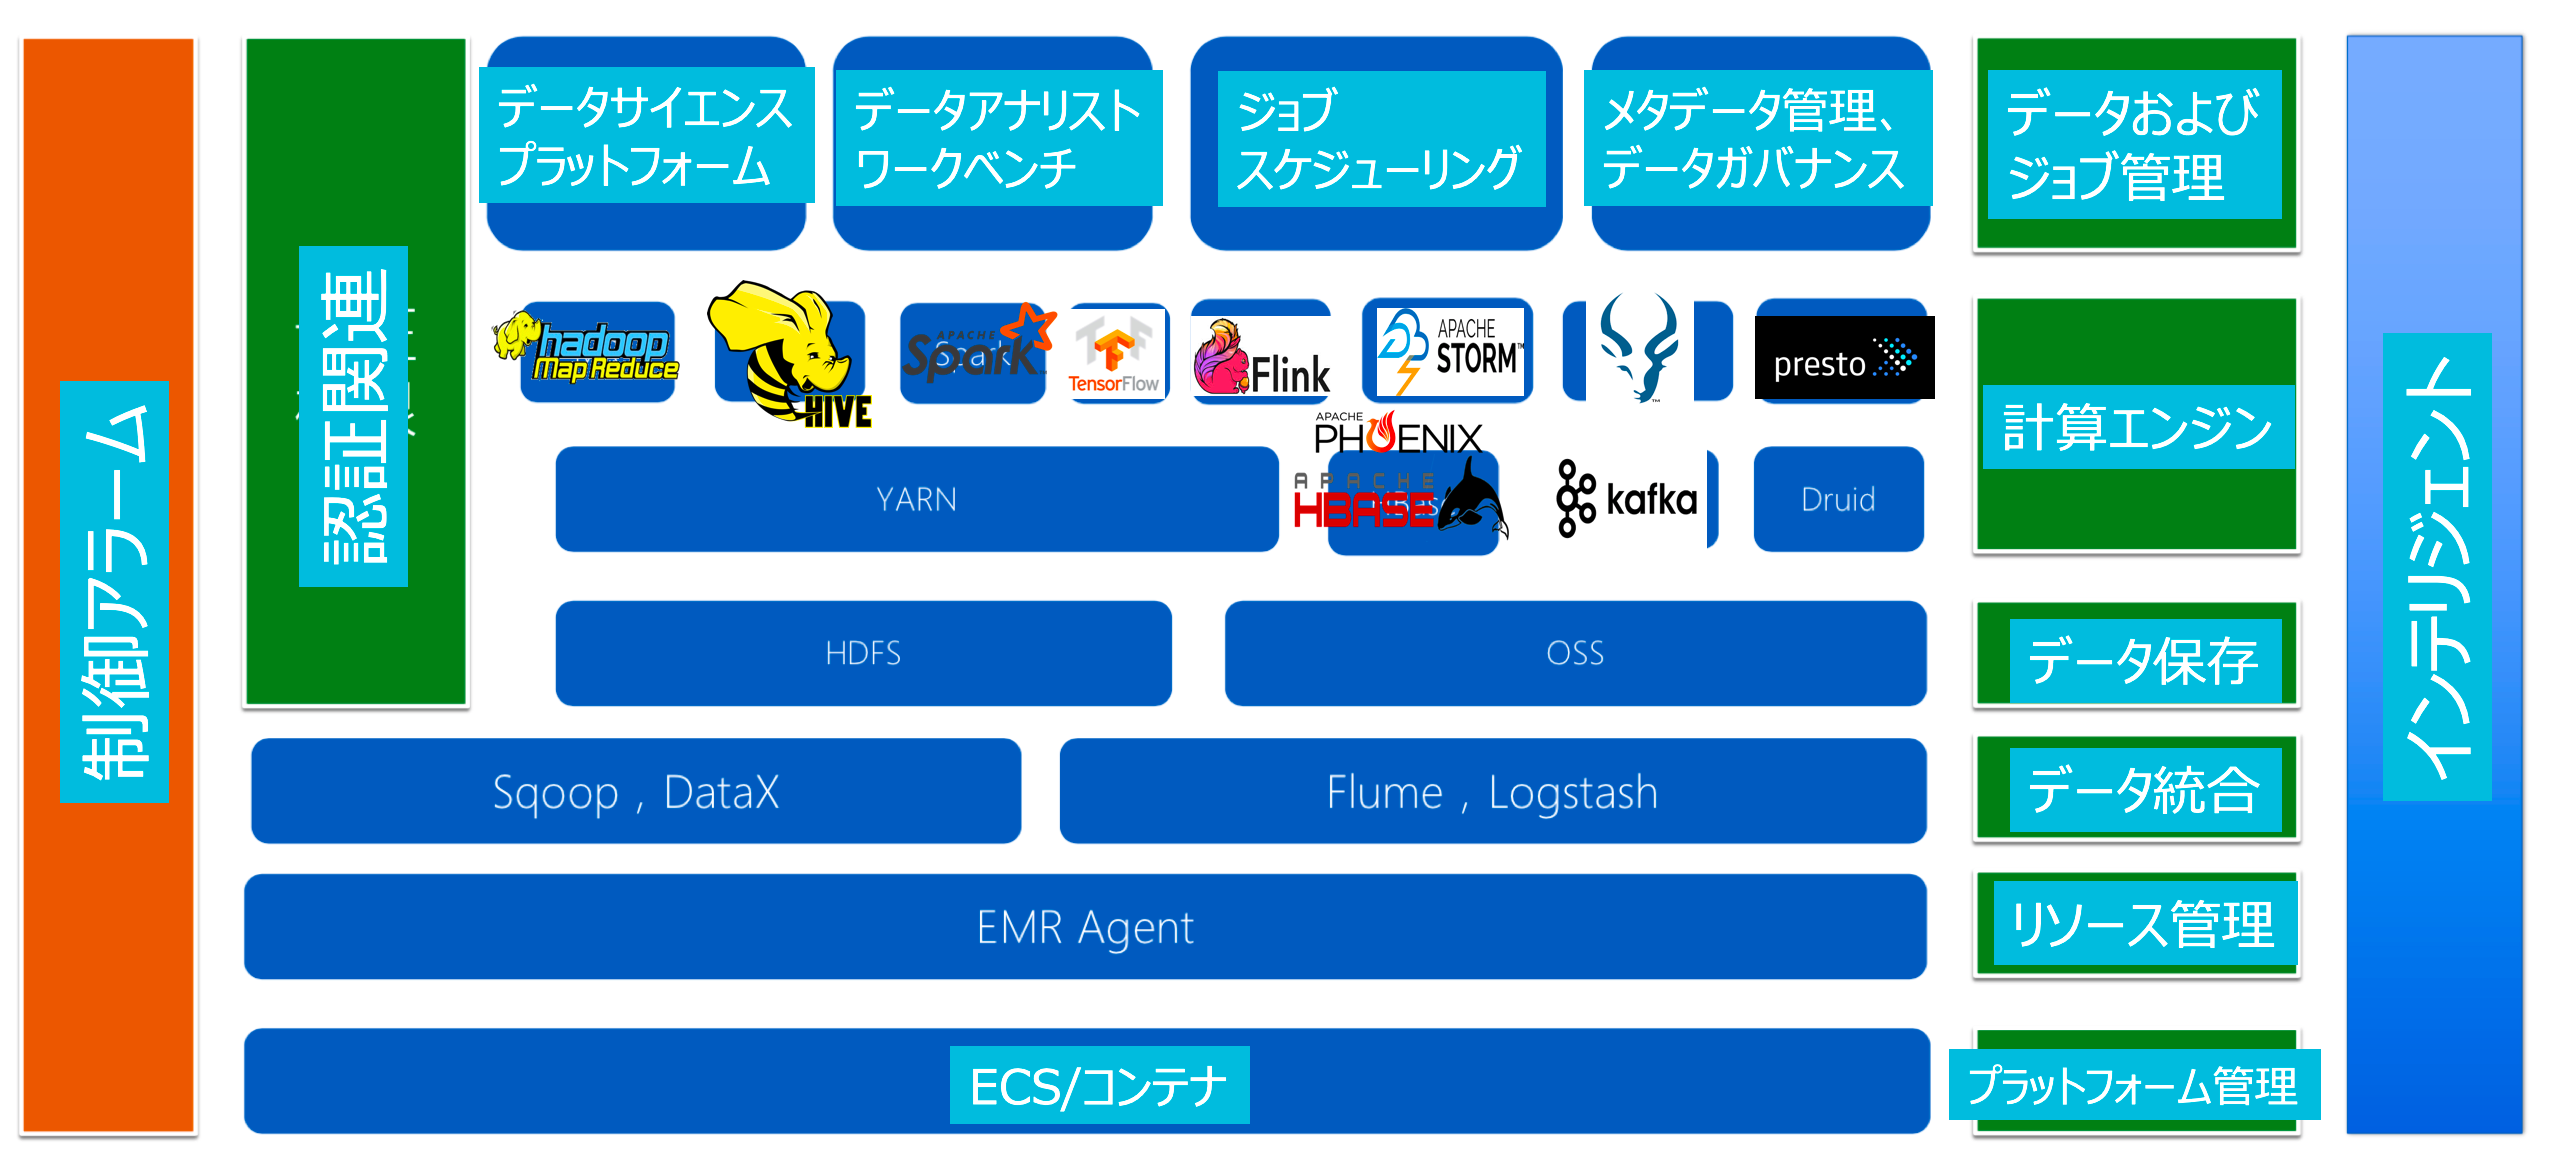 制御アラーム
認証関連
データサイエンス
プラットフォーム
データアナリスト
ワークベンチ
ジョブ
スケジューリング
メタデータ管理、
データガバナンス
データおよび
ジョブ管理
インテリジェント
hadoop
Map Reduce
HIVE
APACHE
Spark
TensorFlow
Flink
APACHE
STORM™
presto
計算エンジン
APACHE
PHOENIX
YARN
APACHE
HBASE
kafka
Druid
HDFS
OSS
データ保存
Sqoop , DataX
Flume , Logstash
データ統合
EMR Agent
リソース管理
ECS/コンテナ
プラットフォーム管理